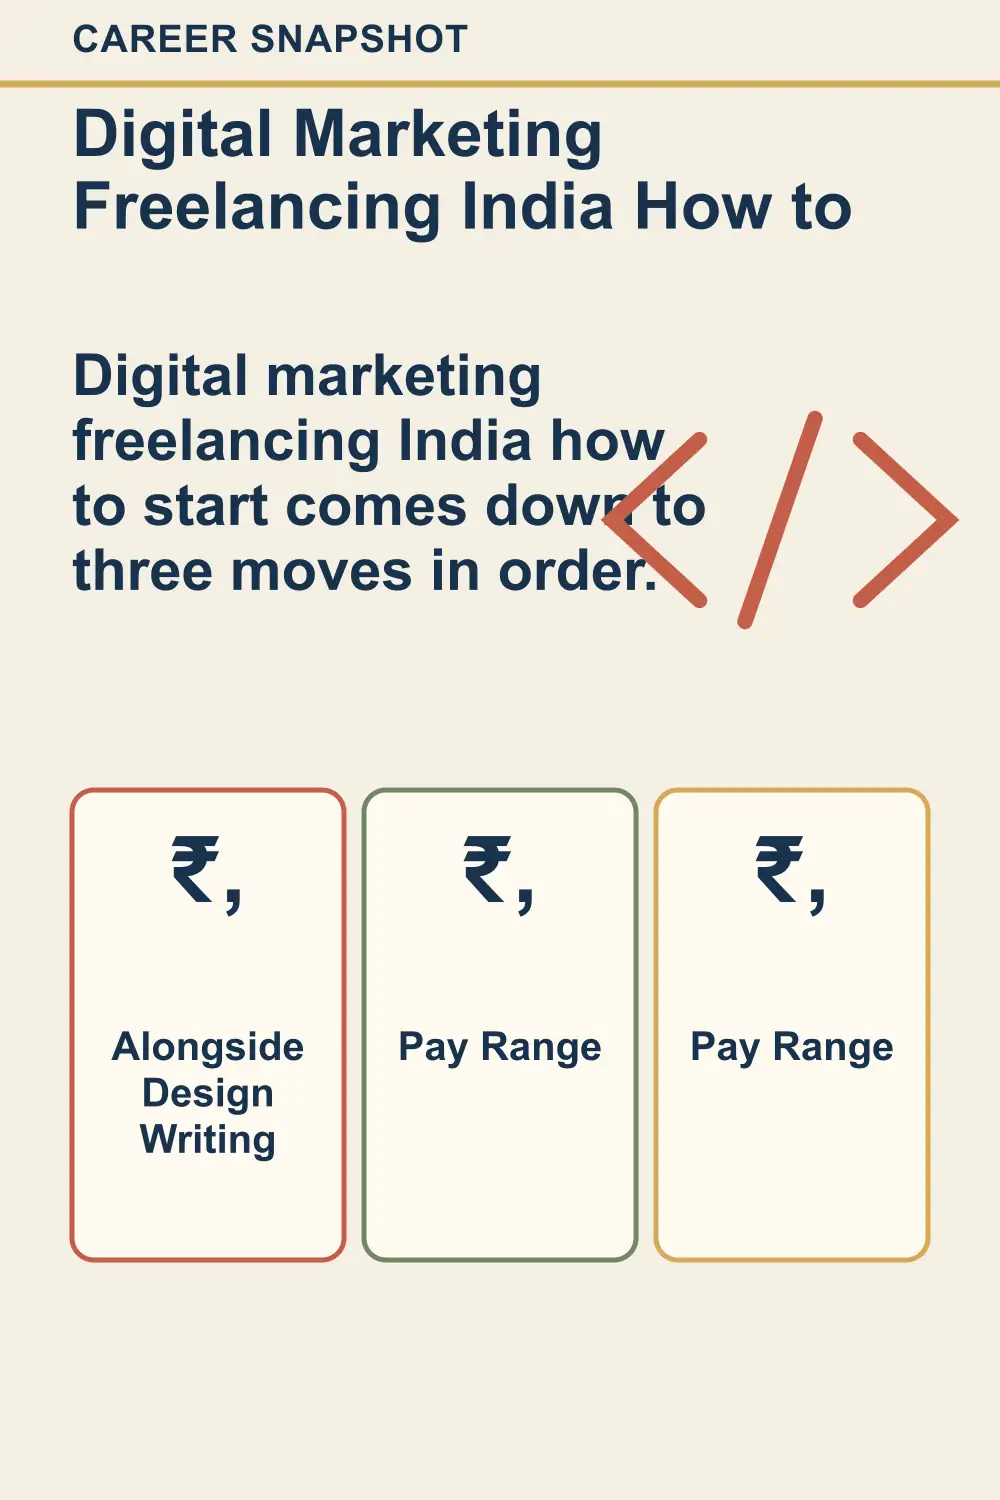 CAREER SNAPSHOT
Digital Marketing
Freelancing India How to
Digital marketing
freelancing India how
to start comes down to
three moves in order.
₹,
Alongside
Design
Writing
₹,
Pay Range
₹,
Pay Range